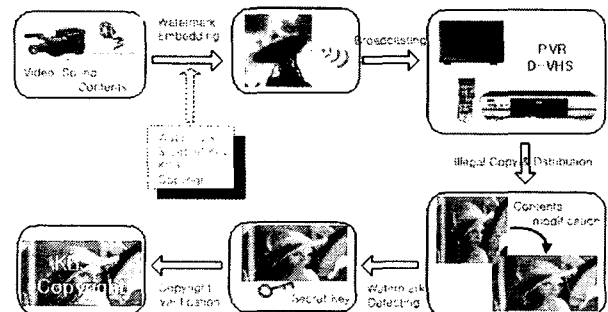 Watermark
Embedding
Video Sound
Contents
Broadcasting
PVR
D-VHS
Illegal Copy & Distribution
Contents
modification
Watermark
Detecting
Secret Key
Copyright
Verification
Copyright